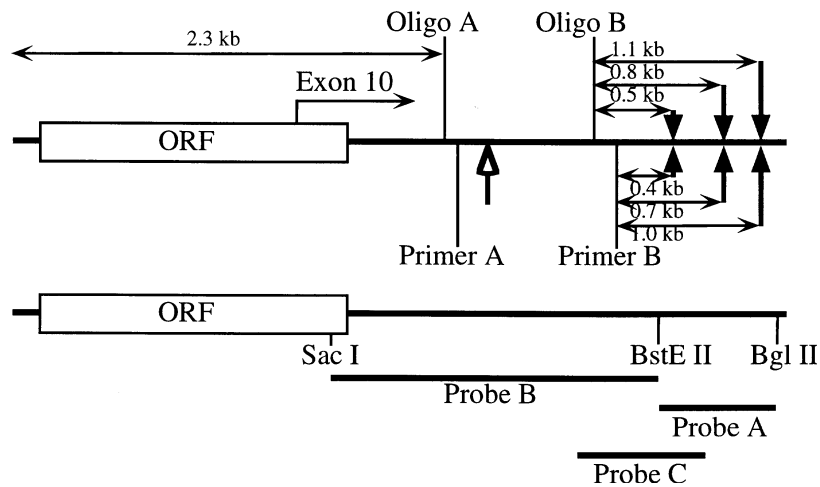 Oligo A
Oligo B
2.3 kb
1.1 kb
0.8 kb
0.5 kb
Exon 10
ORF
0.4 kb
0.7 kb
1.0 kb
Primer A
Primer B
ORF
Sac I
BstE II
Bgl II
Probe B
Probe A
Probe C